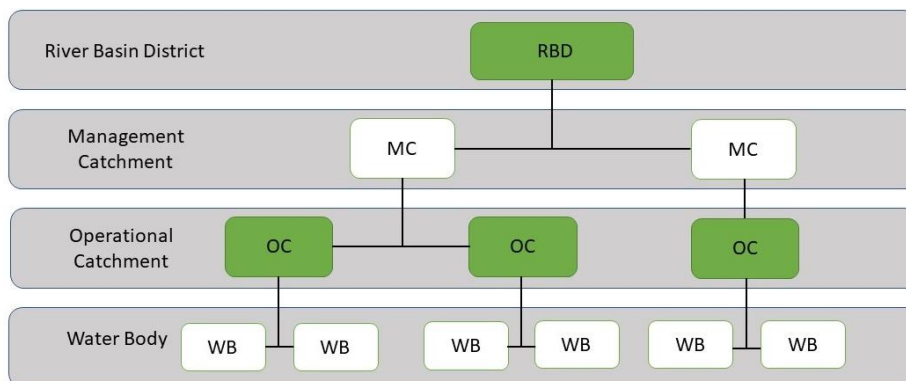 River Basin District
RBD
Management
Catchment
MC
MC
Operational
Catchment
OC
OC
OC
Water Body
WB
WB
WB
WB
WB
WB